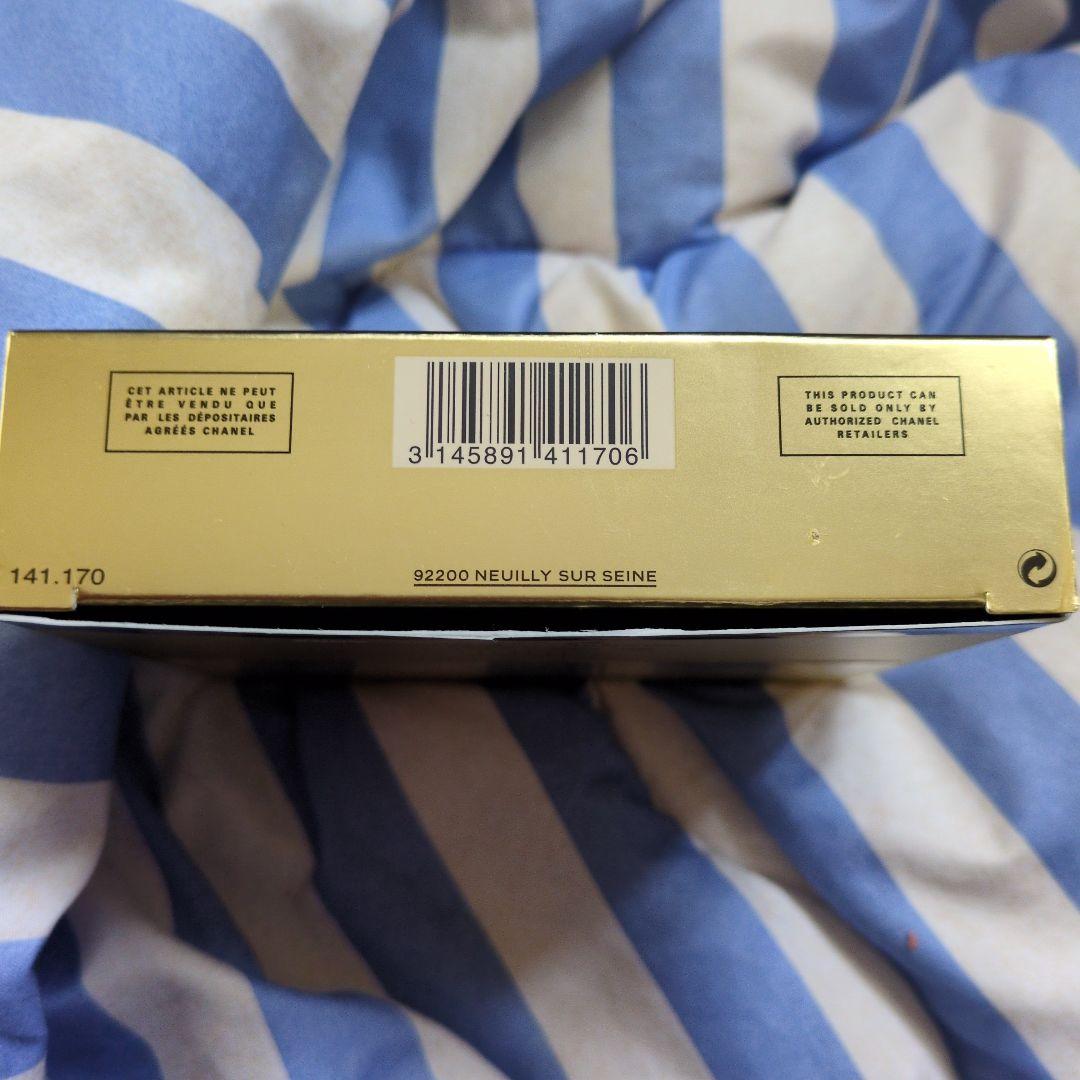 CET ARTICLE NE PEUT
ÊTRE VENDU QUE
PAR LES DÉPOSITAIRES
AGRÉÉS CHANEL
3 145891 411706
THIS PRODUCT CAN
BE SOLD ONLY BY
AUTHORIZED CHANEL
RETAILERS
141.170
92200 NEUILLY SUR SEINE